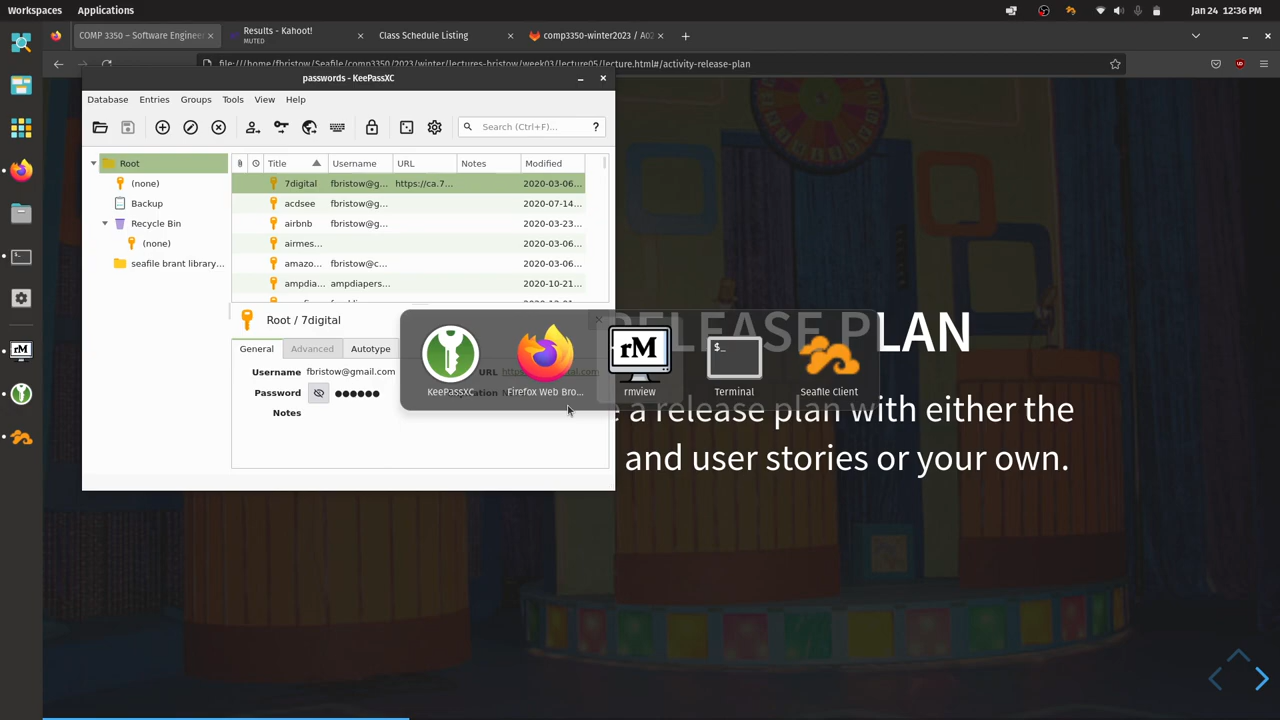 Workspaces Applications Jan 24 12:36 PM
COMP 3350 – Software Enginee Results - Kahoot! MUTED Class Schedule Listing comp3350-winter2023 / A02
file:///home/fbristow/Seafile/comp3350/2023/winter/lectures-bristow/week03/lecture05/lecture.html#/activity-release-plan
passwords - KeePassXC
Database Entries Groups Tools View Help
Search (Ctrl+F)... ?
Root
(none)
Backup
Recycle Bin
(none)
seafile brant library...
Title Username URL Notes Modified
7digital fbristow@g... https://ca.7... 2020-03-06...
acdsee fbristow@g... 2020-07-14...
airbnb fbristow@g... 2020-03-23...
airmes... 2020-03-06...
amazo... fbristow@c... 2020-03-06...
ampdia... ampdiapers... 2020-10-21...
Root / 7digital
General Advanced Autotype
Username fbristow@gmail.com URL
Password ●●●●●●
Notes
KeePassXC Firefox Web Bro... rM rmview $_ Terminal Seafile Client
RELEASE PLAN
e a release plan with either the
and user stories or your own.